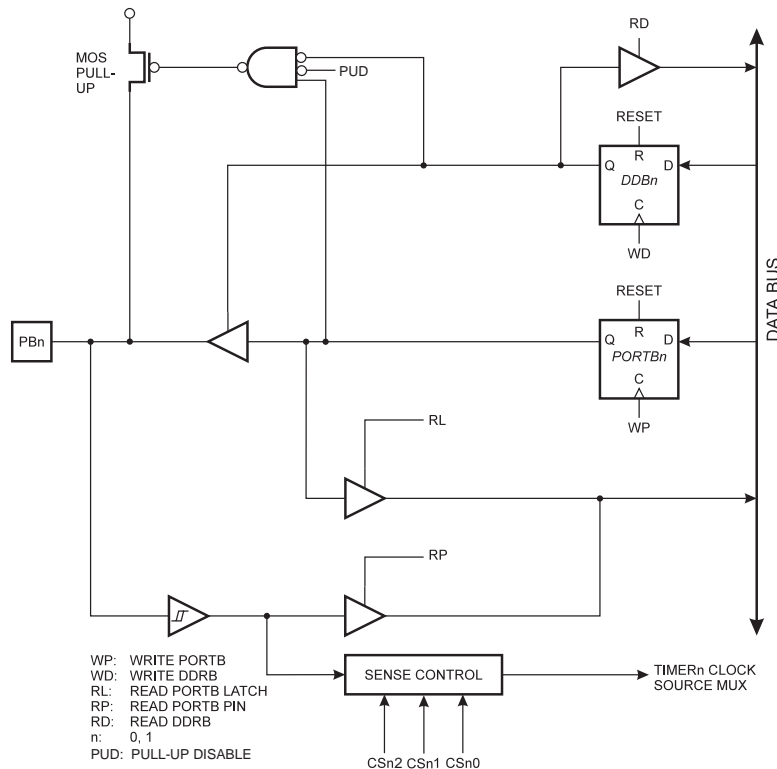 RD
MOS
PULL-
UP
PUD
RESET
R
Q
D
DDBn
C
WD
DATA BUS
RESET
R
PBn
Q
D
PORTBn
C
WP
RL
RP
WP: WRITE PORTB
WD: WRITE DDRB
RL: READ PORTB LATCH
RP: READ PORTB PIN
RD: READ DDRB
n: 0, 1
PUD: PULL-UP DISABLE
SENSE CONTROL
TIMERn CLOCK
SOURCE MUX
CSn2 CSn1 CSn0